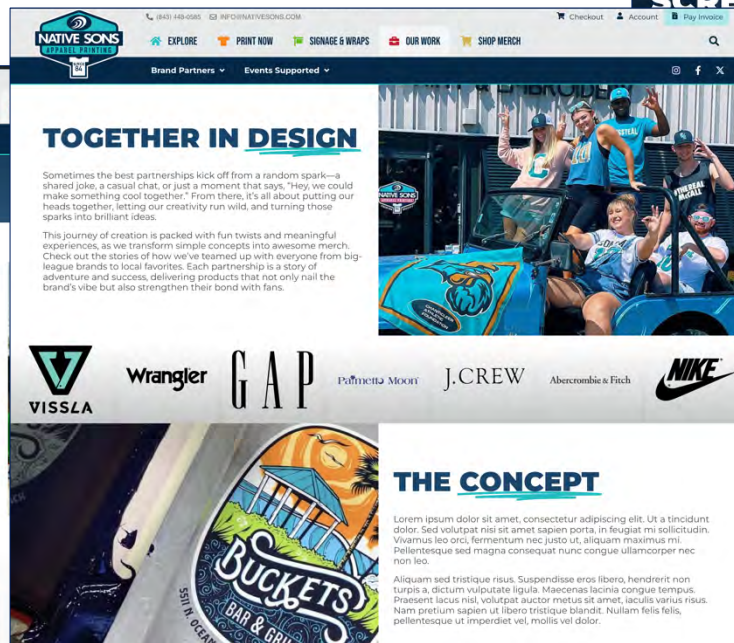 (843) 448-0585 INFO@NATIVESONS.COM
Checkout Account Pay Invoice
NATIVE SONS
APPAREL PRINTING
EXPLORE PRINT NOW SIGNAGE & WRAPS OUR WORK SHOP MERCH
Brand Partners Events Supported
TOGETHER IN DESIGN
Sometimes the best partnerships kick off from a random spark—a
shared joke, a casual chat, or just a moment that says, "Hey, we could
make something cool together." From there, it's all about putting our
heads together, letting our creativity run wild, and turning those
sparks into brilliant ideas.
This journey of creation is packed with fun twists and meaningful
experiences, as we transform simple concepts into awesome merch.
Check out the stories of how we've teamed up with everyone from big-
league brands to local favorites. Each partnership is a story of
adventure and success, delivering products that not only nail the
brand's vibe but also strengthen their bond with fans.
NATIVE SONS
#THEREAL
McCALL
CHANTICLEER
ATHLETIC
FOUNDATION
VISSLA
Wrangler
GAP
Palmetto Moon
J.CREW
Abercrombie & Fitch
NIKE
BUCKETS
BAR & GRILL
5511 N. OCEAN
THE CONCEPT
Lorem ipsum dolor sit amet, consectetur adipiscing elit. Ut a tincidunt
dolor. Sed volutpat nisi sit amet sapien porta, in feugiat mi sollicitudin.
Vivamus leo orci, fermentum nec justo ut, aliquam maximus mi.
Pellentesque sed magna consequat nunc congue ullamcorper nec
non leo.
Aliquam sed tristique risus. Suspendisse eros libero, hendrerit non
turpis a, dictum vulputate ligula. Maecenas lacinia congue tempus.
Praesent lacus nisl, volutpat auctor metus sit amet, iaculis varius risus.
Nam pretium sapien ut libero tristique blandit. Nullam felis felis,
pellentesque ut imperdiet vel, mollis vel dolor.